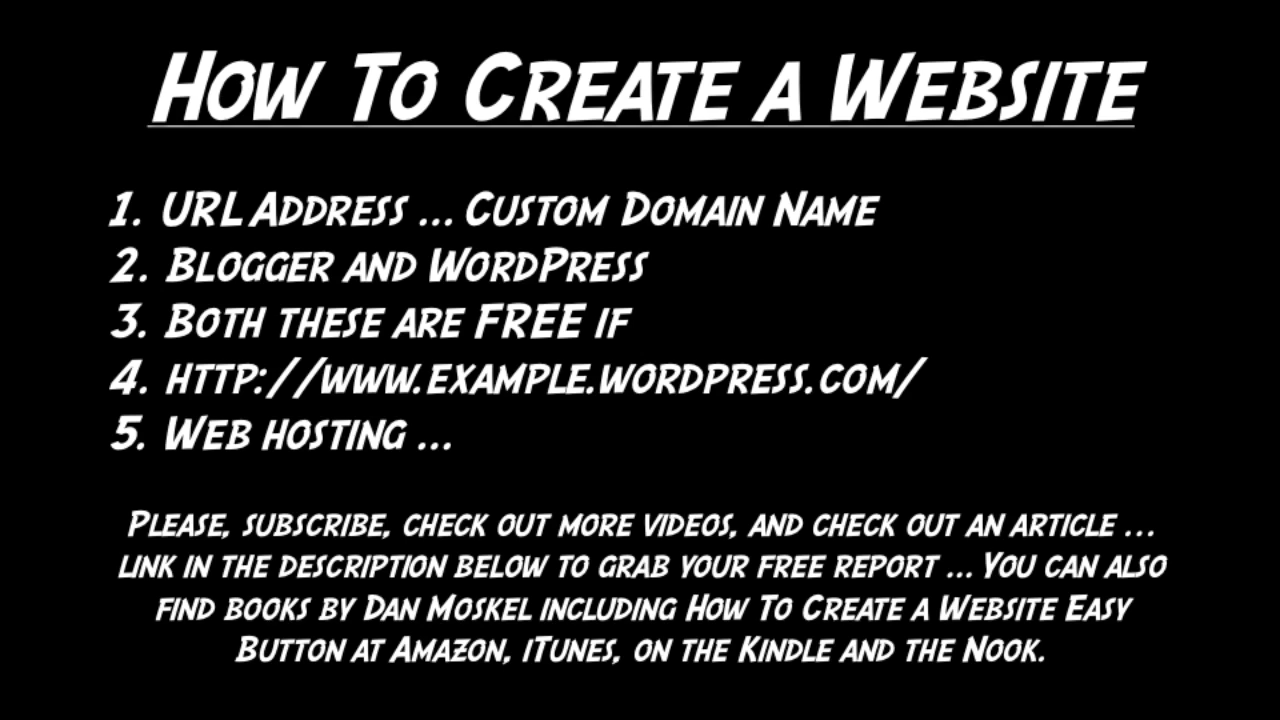 How To Create a Website
1. URL Address ... Custom Domain Name
2. Blogger and WordPress
3. Both these are FREE if
4. http://www.example.wordpress.com/
5. Web hosting ...
Please, subscribe, check out more videos, and check out an article ...
link in the description below to grab your free report ... You can also
find books by Dan Moskel including How To Create a Website Easy
Button at Amazon, iTunes, on the Kindle and the Nook.